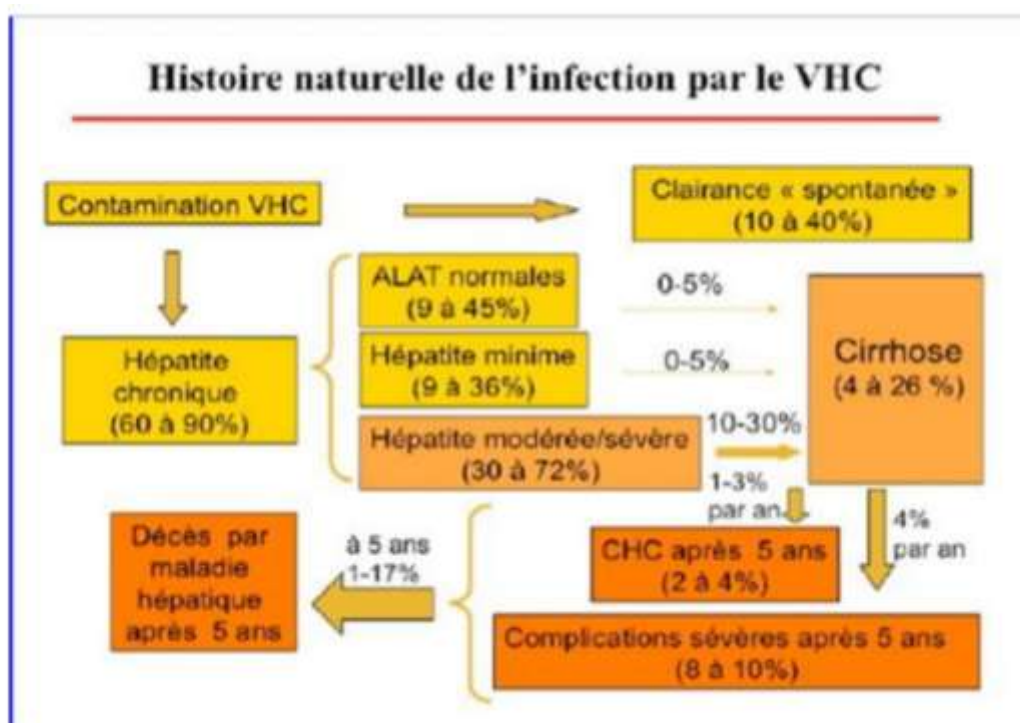 Histoire naturelle de l'infection par le VHC
Contamination VHC
Clairance « spontanée »
(10 à 40%)
Hépatite
chronique
(60 à 90%)
ALAT normales
(9 à 45%)
0-5%
Hépatite minime
(9 à 36%)
0-5%
Hépatite modérée/sévère
(30 à 72%)
10-30%
Cirrhose
(4 à 26 %)
1-3%
par an
4%
par an
CHC après 5 ans
(2 à 4%)
Complications sévères après 5 ans
(8 à 10%)
à 5 ans
1-17%
Décès par
maladie
hépatique
après 5 ans